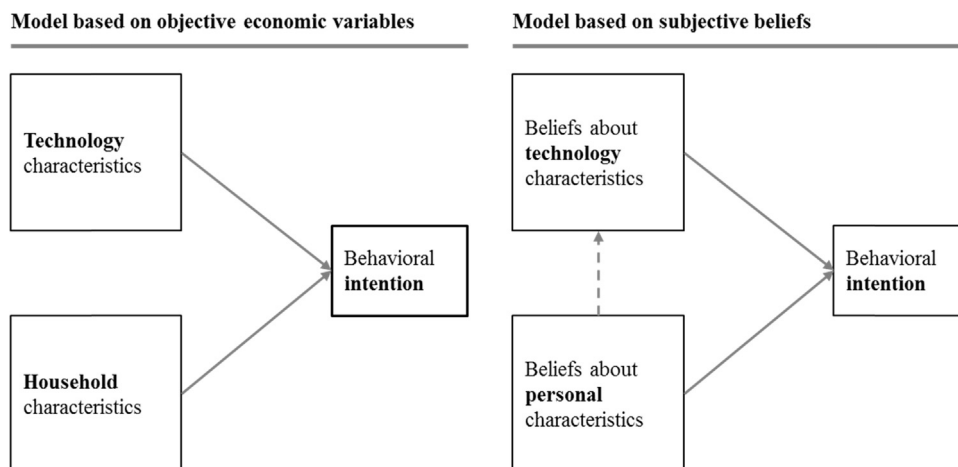 Model based on objective economic variables
Technology
characteristics
Behavioral
intention
Household
characteristics
Model based on subjective beliefs
Beliefs about
technology
characteristics
Behavioral
intention
Beliefs about
personal
characteristics